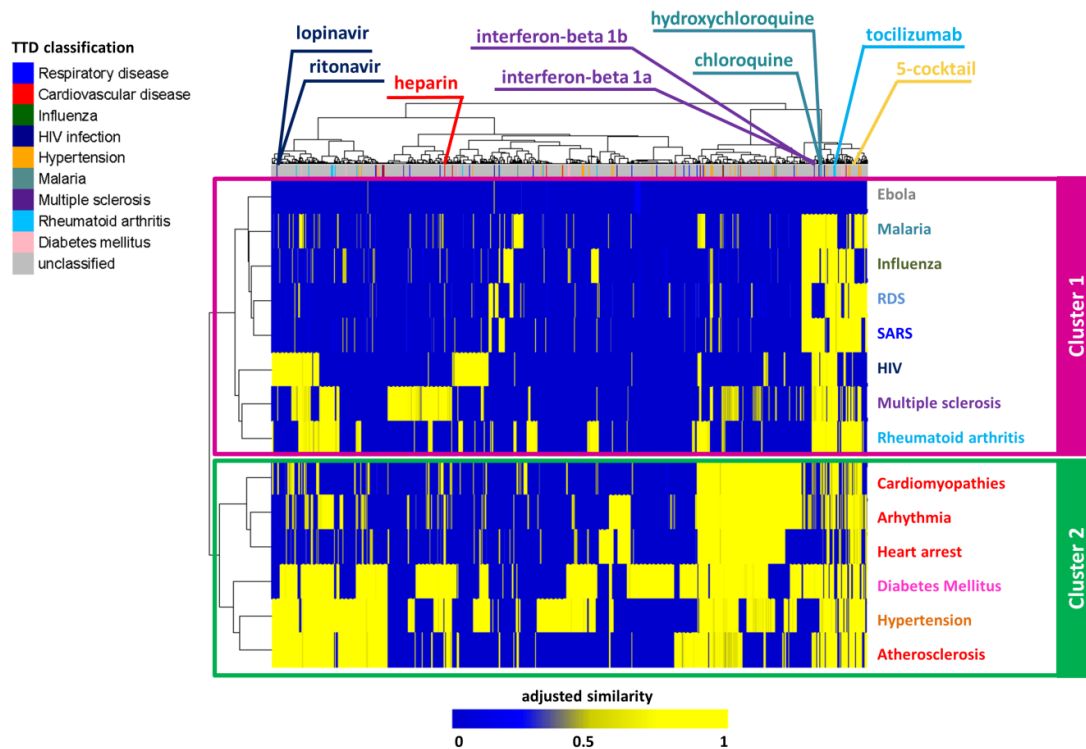 TTD classification
Respiratory disease
Cardiovascular disease
Influenza
HIV infection
Hypertension
Malaria
Multiple sclerosis
Rheumatoid arthritis
Diabetes mellitus
unclassified
lopinavir
ritonavir
heparin
interferon-beta 1b
interferon-beta 1a
hydroxychloroquine
chloroquine
tocilizumab
5-cocktail
Ebola
Malaria
Influenza
RDS
SARS
HIV
Multiple sclerosis
Rheumatoid arthritis
Cluster 1
Cardiomyopathies
Arhythmia
Heart arrest
Diabetes Mellitus
Hypertension
Atherosclerosis
Cluster 2
adjusted similarity
0 0.5 1